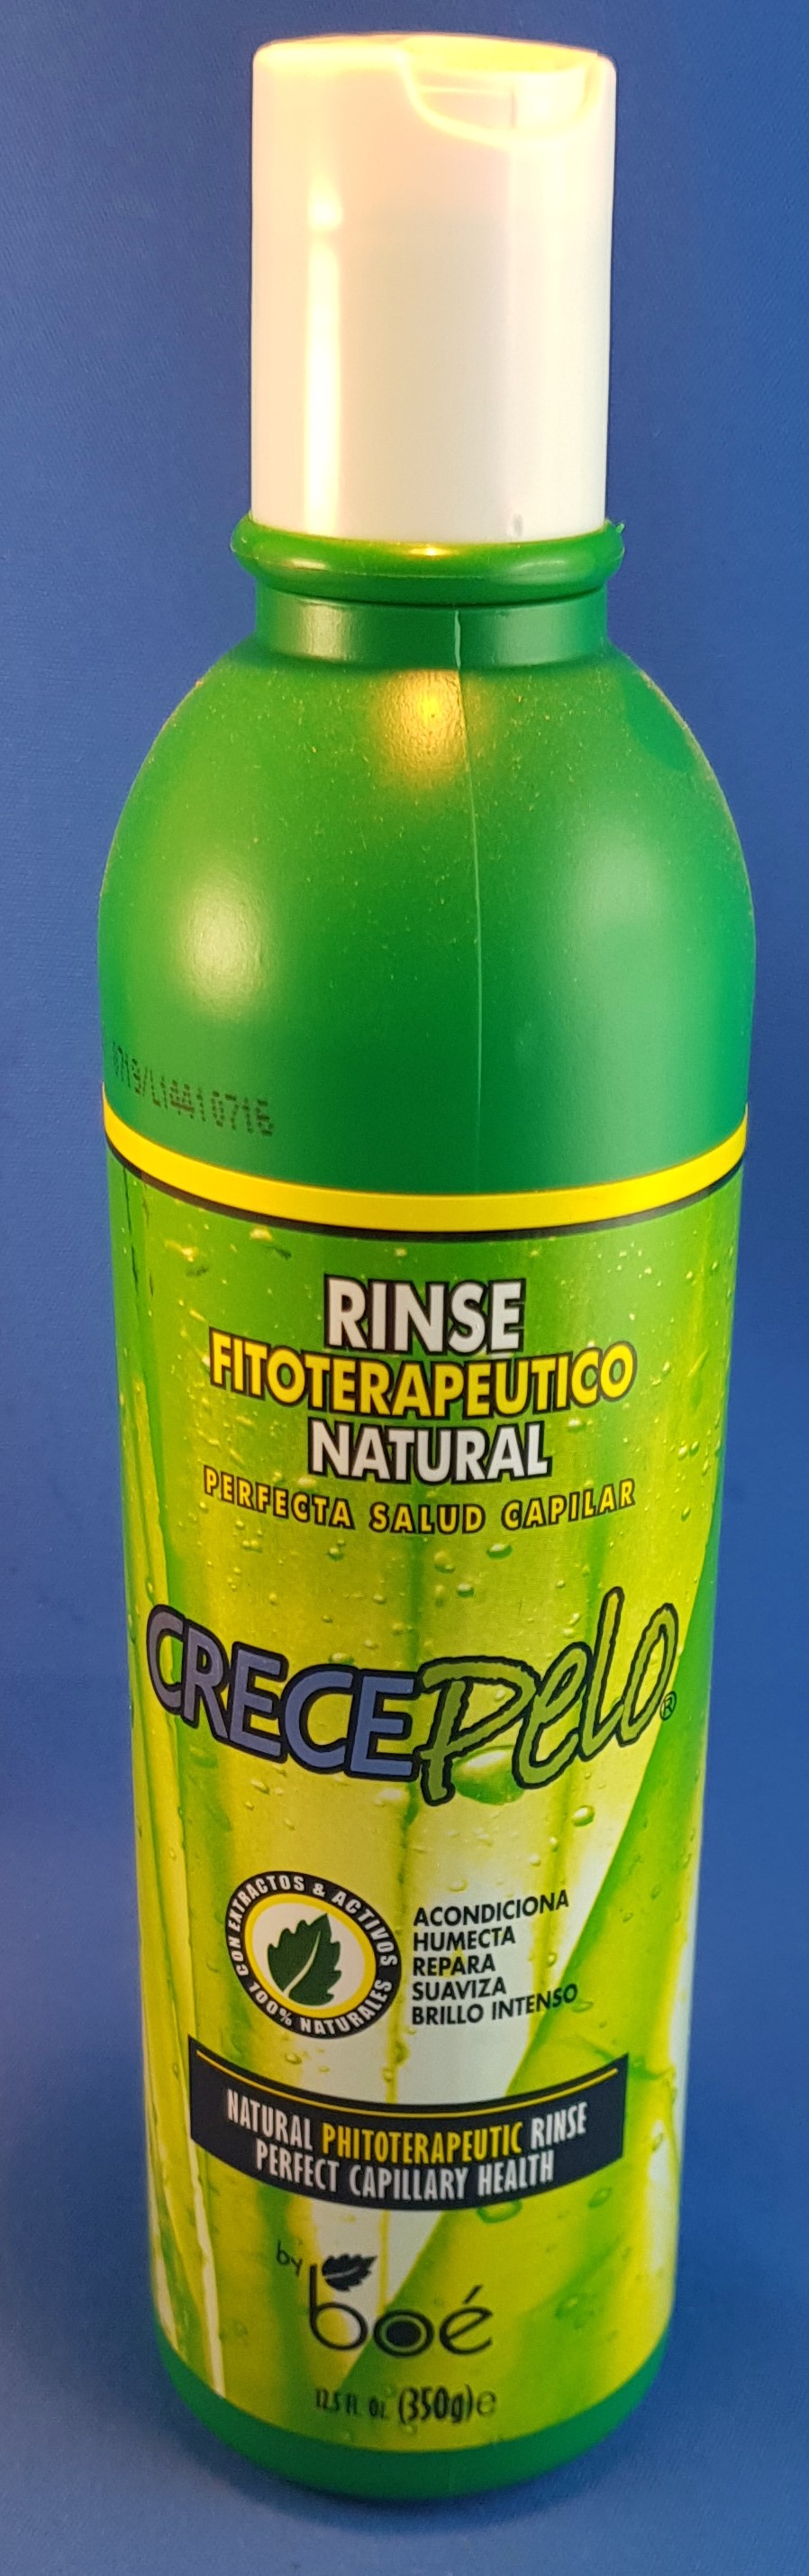 0719/L14410716
RINSE
FITOTERAPEUTICO
NATURAL
PERFECTA SALUD CAPILAR
CRECEPelo®
CON EXTRACTOS & ACTIVOS
100% NATURALES
ACONDICIONA
HUMECTA
REPARA
SUAVIZA
BRILLO INTENSO
NATURAL PHITOTERAPEUTIC RINSE
PERFECT CAPILLARY HEALTH
by
boé
12.5 Fl. Oz. (350g)e